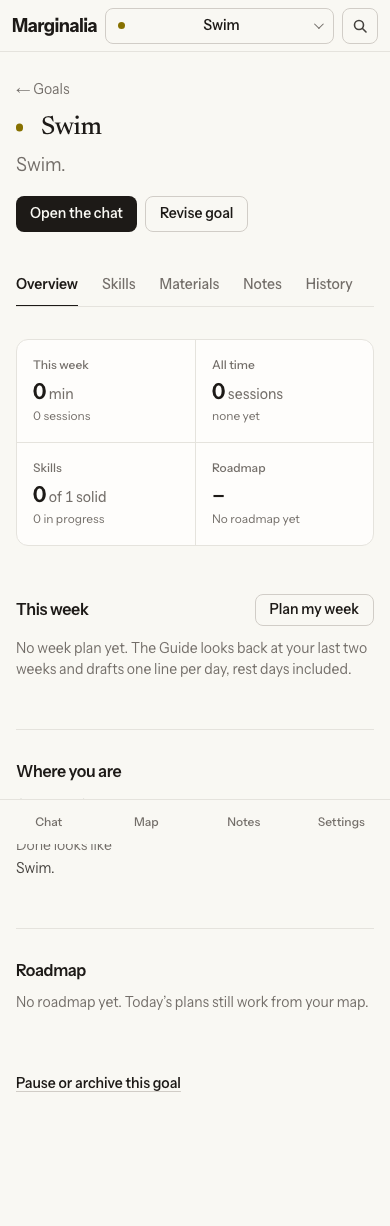 Marginalia
Swim
← Goals
Swim
Swim.
Open the chat
Revise goal
Overview
Skills
Materials
Notes
History
This week
0 min
0 sessions
All time
0 sessions
none yet
Skills
0 of 1 solid
0 in progress
Roadmap
–
No roadmap yet
This week
Plan my week
No week plan yet. The Guide looks back at your last two
weeks and drafts one line per day, rest days included.
Where you are
Chat
Map
Notes
Settings
Done looks like
Swim.
Roadmap
No roadmap yet. Today's plans still work from your map.
Pause or archive this goal